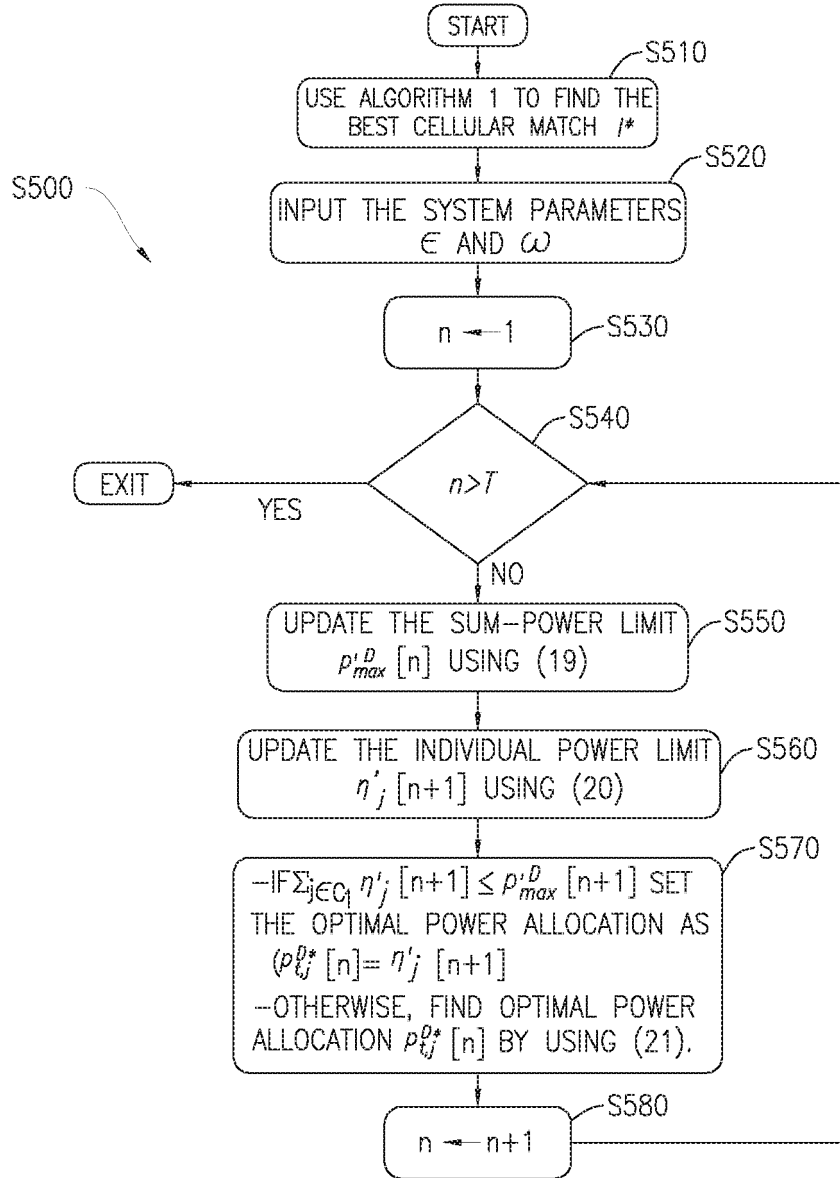 START
S510
USE ALGORITHM 1 TO FIND THE
BEST CELLULAR MATCH l*
S520
S500
INPUT THE SYSTEM PARAMETERS
ϵ AND ω
n ← 1
S530
S540
n>T
EXIT
YES
NO
UPDATE THE SUM-POWER LIMIT
p'^D_max [n] USING (19)
S550
UPDATE THE INDIVIDUAL POWER LIMIT
η'_j [n+1] USING (20)
S560
S570
–IF Σ_{j∈C_l} η'_j [n+1] ≤ p'^D_max [n+1] SET
THE OPTIMAL POWER ALLOCATION AS
(p^{D*}_{t,j} [n]= η'_j [n+1]
–OTHERWISE, FIND OPTIMAL POWER
ALLOCATION p^{D*}_{t,j} [n] BY USING (21).
S580
n ← n+1